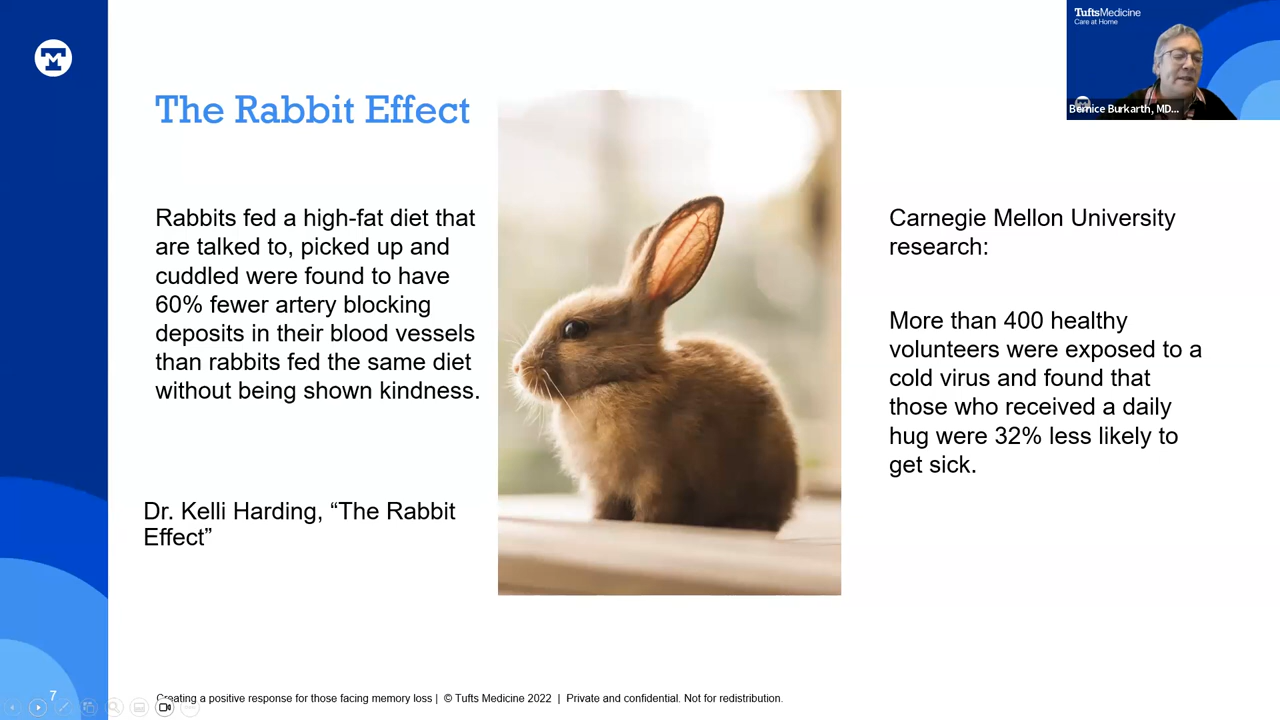 TuftsMedicine
Care at Home
Bernice Burkarth, MD...
The Rabbit Effect
Rabbits fed a high-fat diet that
are talked to, picked up and
cuddled were found to have
60% fewer artery blocking
deposits in their blood vessels
than rabbits fed the same diet
without being shown kindness.
Dr. Kelli Harding, “The Rabbit
Effect”
Carnegie Mellon University
research:
More than 400 healthy
volunteers were exposed to a
cold virus and found that
those who received a daily
hug were 32% less likely to
get sick.
7
Creating a positive response for those facing memory loss | © Tufts Medicine 2022 | Private and confidential. Not for redistribution.